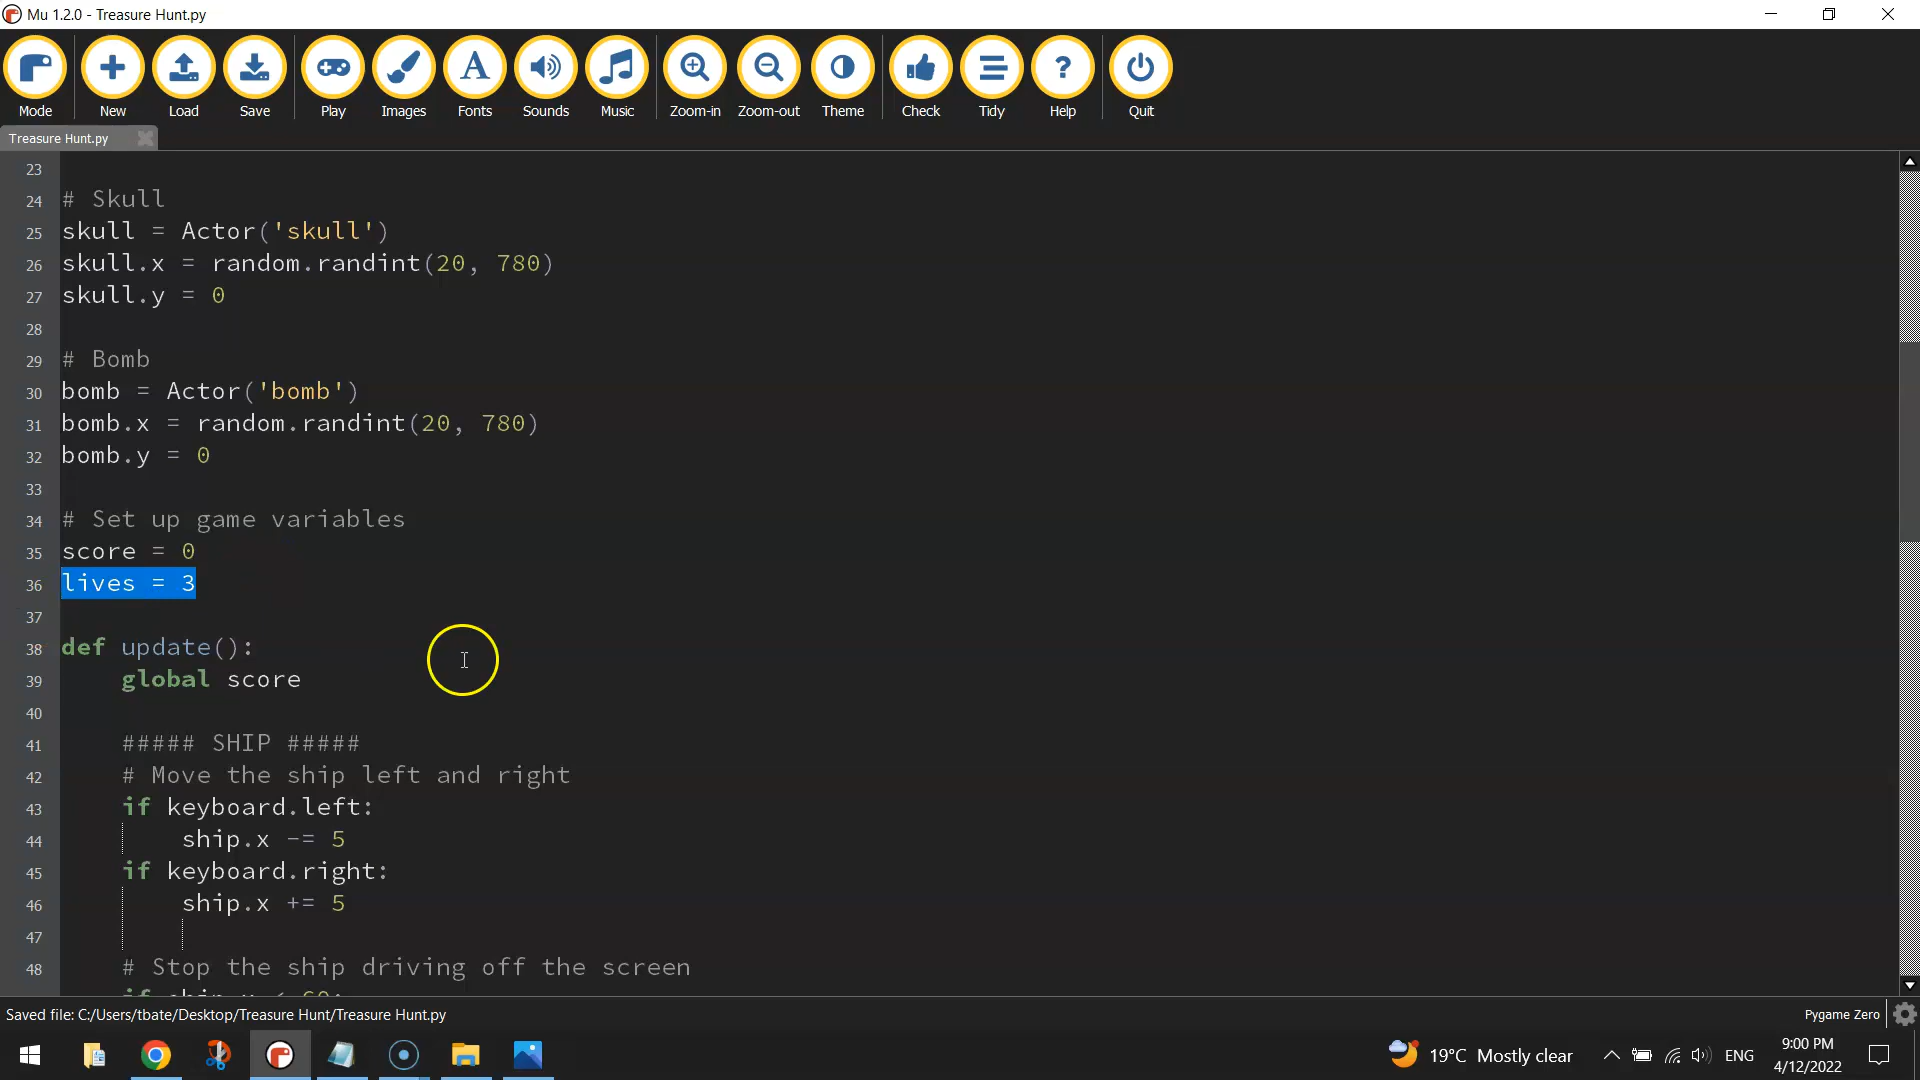 Mu 1.2.0 - Treasure Hunt.py
Mode New Load Save Play Images Fonts Sounds Music Zoom-in Zoom-out Theme Check Tidy Help Quit
Treasure Hunt.py
23
24 # Skull
25 skull = Actor('skull')
26 skull.x = random.randint(20, 780)
27 skull.y = 0
28
29 # Bomb
30 bomb = Actor('bomb')
31 bomb.x = random.randint(20, 780)
32 bomb.y = 0
33
34 # Set up game variables
35 score = 0
36 lives = 3
37
38 def update():
39 global score
40
41 ##### SHIP #####
42 # Move the ship left and right
43 if keyboard.left:
44 ship.x -= 5
45 if keyboard.right:
46 ship.x += 5
47
48 # Stop the ship driving off the screen
Saved file: C:/Users/tbate/Desktop/Treasure Hunt/Treasure Hunt.py
Pygame Zero
19°C Mostly clear
ENG
9:00 PM
4/12/2022